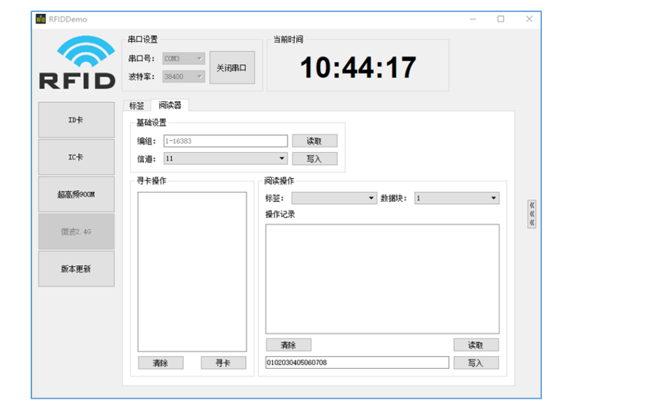 RFIDDemo
RFID
串口设置
串口号: COM3
波特率: 38400
关闭串口
当前时间
10:44:17
ID卡
IC卡
超高频900M
微波2.4G
版本更新
标签 阅读器
基础设置
编组: 1-16383 读取
信道: 11 写入
寻卡操作
清除 寻卡
阅读操作
标签: 数据块: 1
操作记录
清除 读取
0102030405060708 写入